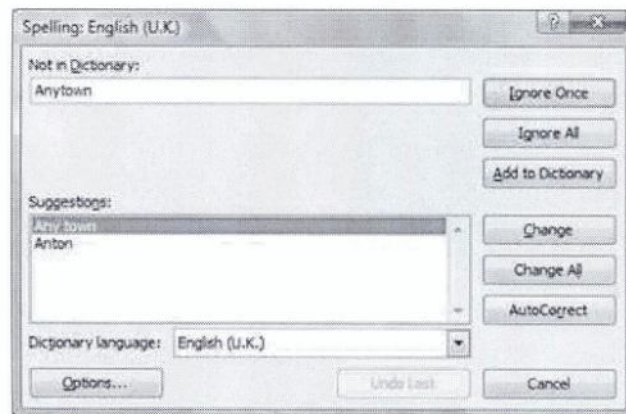 Spelling: English (U.K.)
Not in Dictionary:
Anytown
Ignore Once
Ignore All
Add to Dictionary
Suggestions:
Any town
Anton
Change
Change All
AutoCorrect
Dictionary language: English (U.K.)
Options... Undo Last Cancel